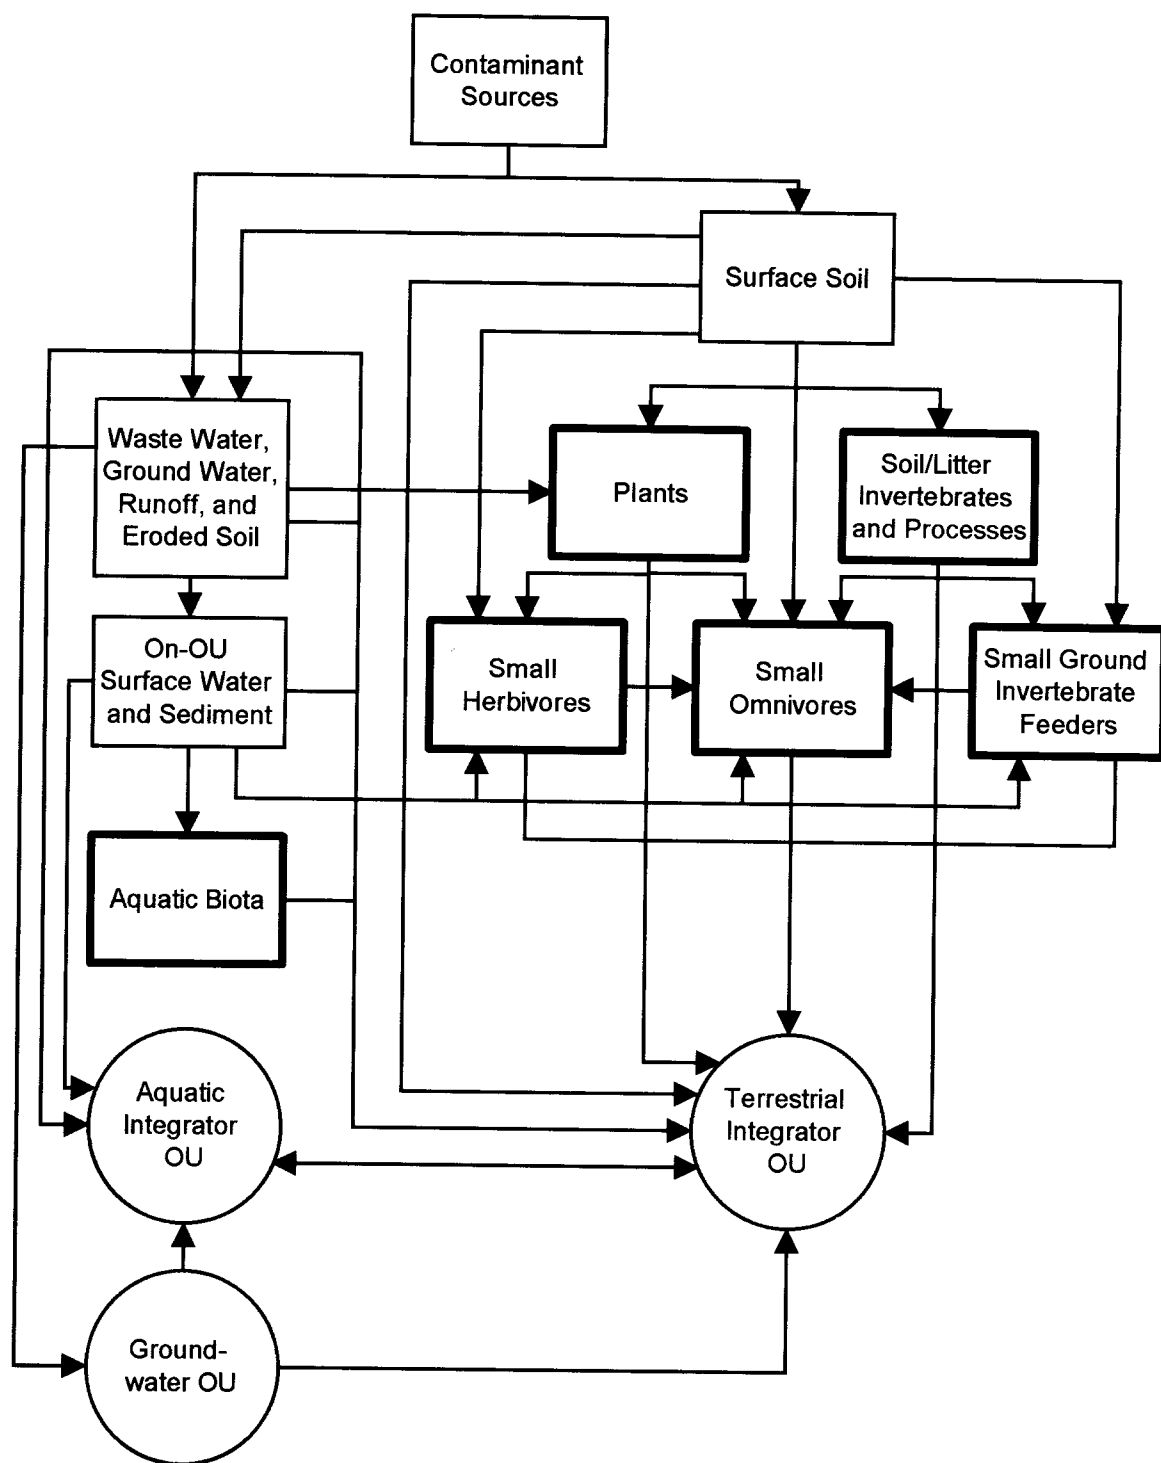 Contaminant
Sources
Surface Soil
Waste Water,
Ground Water,
Runoff, and
Eroded Soil
Plants
Soil/Litter
Invertebrates
and Processes
On-OU
Surface Water
and Sediment
Small
Herbivores
Small
Omnivores
Small Ground
Invertebrate
Feeders
Aquatic Biota
Aquatic
Integrator
OU
Terrestrial
Integrator
OU
Ground-
water OU